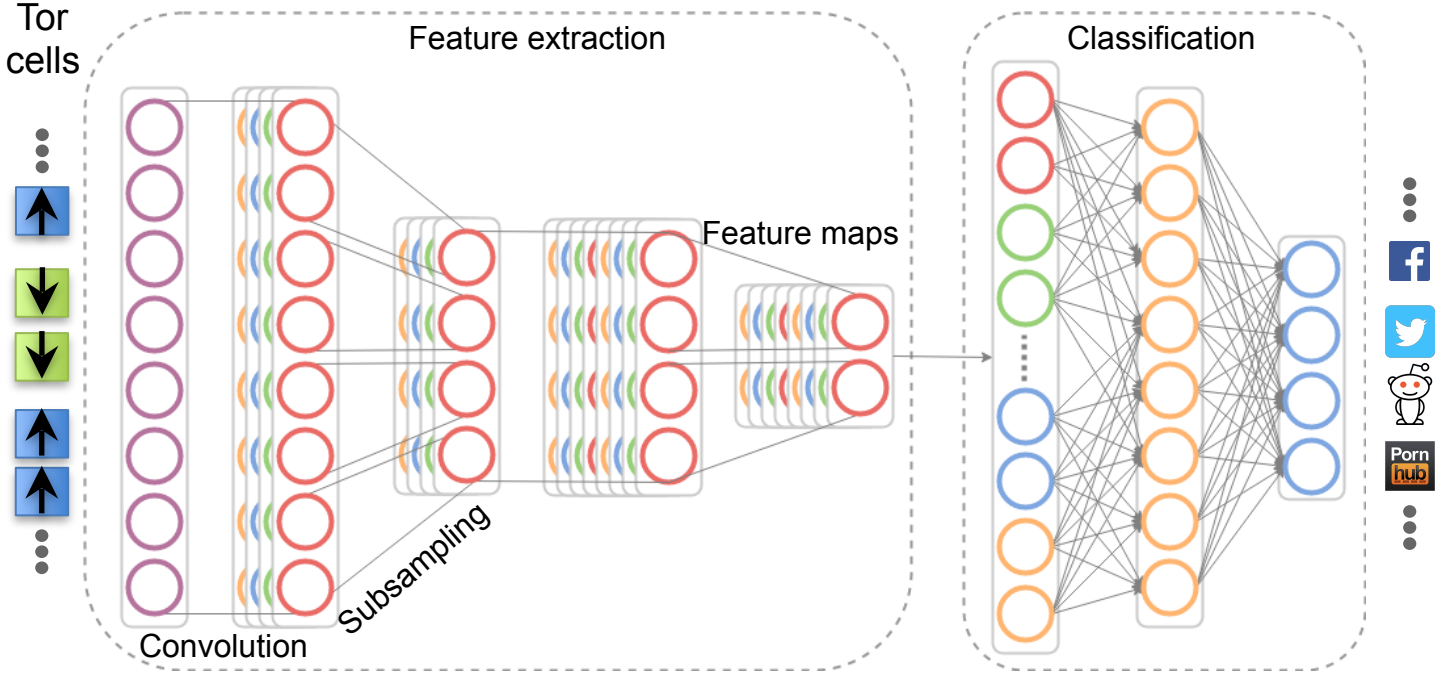 Tor
cells
Feature extraction
Classification
Feature maps
Subsampling
Convolution
f
Porn
hub